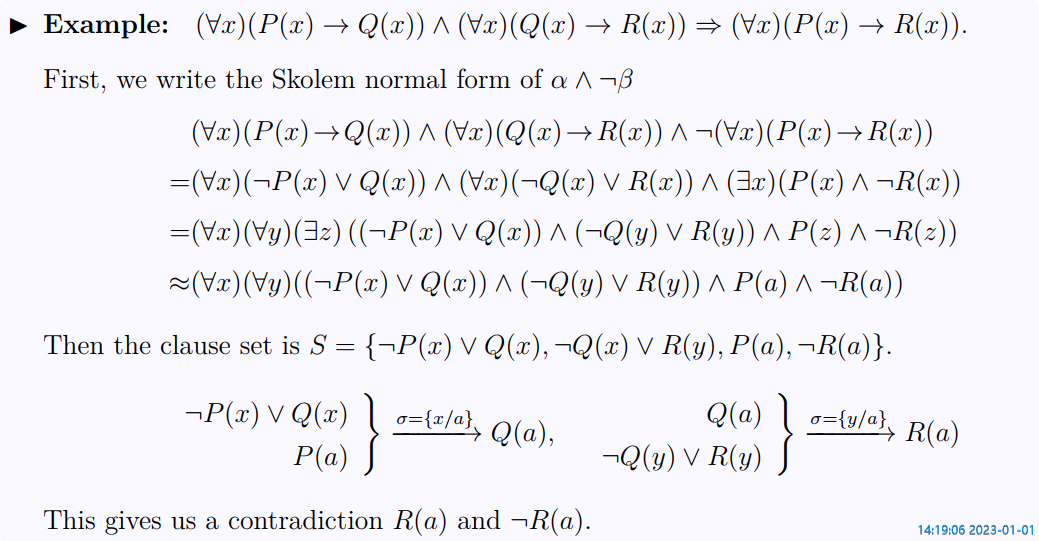 ▶ Example: (∀x)(P(x) → Q(x)) ∧ (∀x)(Q(x) → R(x)) ⇒ (∀x)(P(x) → R(x)).
First, we write the Skolem normal form of α ∧ ¬β
(∀x)(P(x)→Q(x)) ∧ (∀x)(Q(x)→R(x)) ∧ ¬(∀x)(P(x)→R(x))
=(∀x)(¬P(x) ∨ Q(x)) ∧ (∀x)(¬Q(x) ∨ R(x)) ∧ (∃x)(P(x) ∧ ¬R(x))
=(∀x)(∀y)(∃z) ((¬P(x) ∨ Q(x)) ∧ (¬Q(y) ∨ R(y)) ∧ P(z) ∧ ¬R(z))
≈(∀x)(∀y)((¬P(x) ∨ Q(x)) ∧ (¬Q(y) ∨ R(y)) ∧ P(a) ∧ ¬R(a))
Then the clause set is S = {¬P(x) ∨ Q(x), ¬Q(x) ∨ R(y), P(a), ¬R(a)}.
¬P(x) ∨ Q(x)
P(a)
} σ={x/a} → Q(a),
Q(a)
¬Q(y) ∨ R(y)
} σ={y/a} → R(a)
This gives us a contradiction R(a) and ¬R(a).
14:19:06 2023-01-01